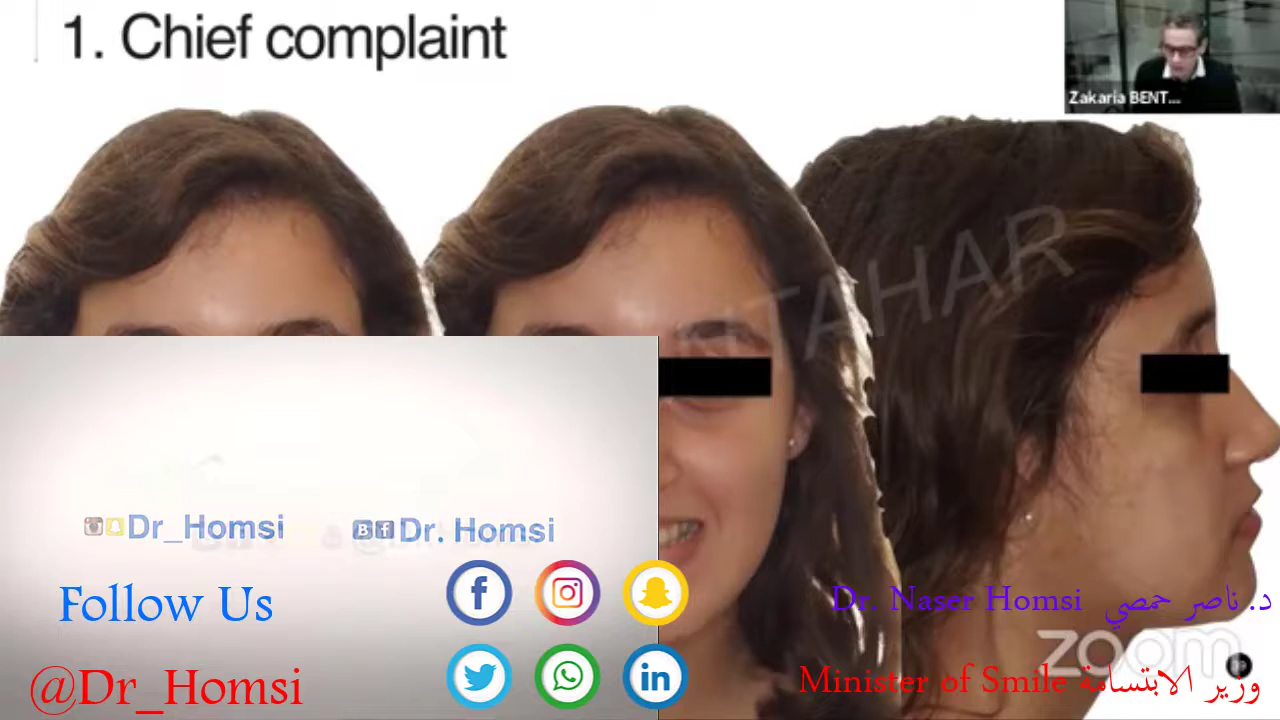 1. Chief complaint
Zakaria BENT...
TAHAR
Dr_Homsi
Dr. Homsi
Follow Us
@Dr_Homsi
Dr. Naser Homsi د. ناصر حمصي
zoom
Minister of Smile وزير الابتسامة